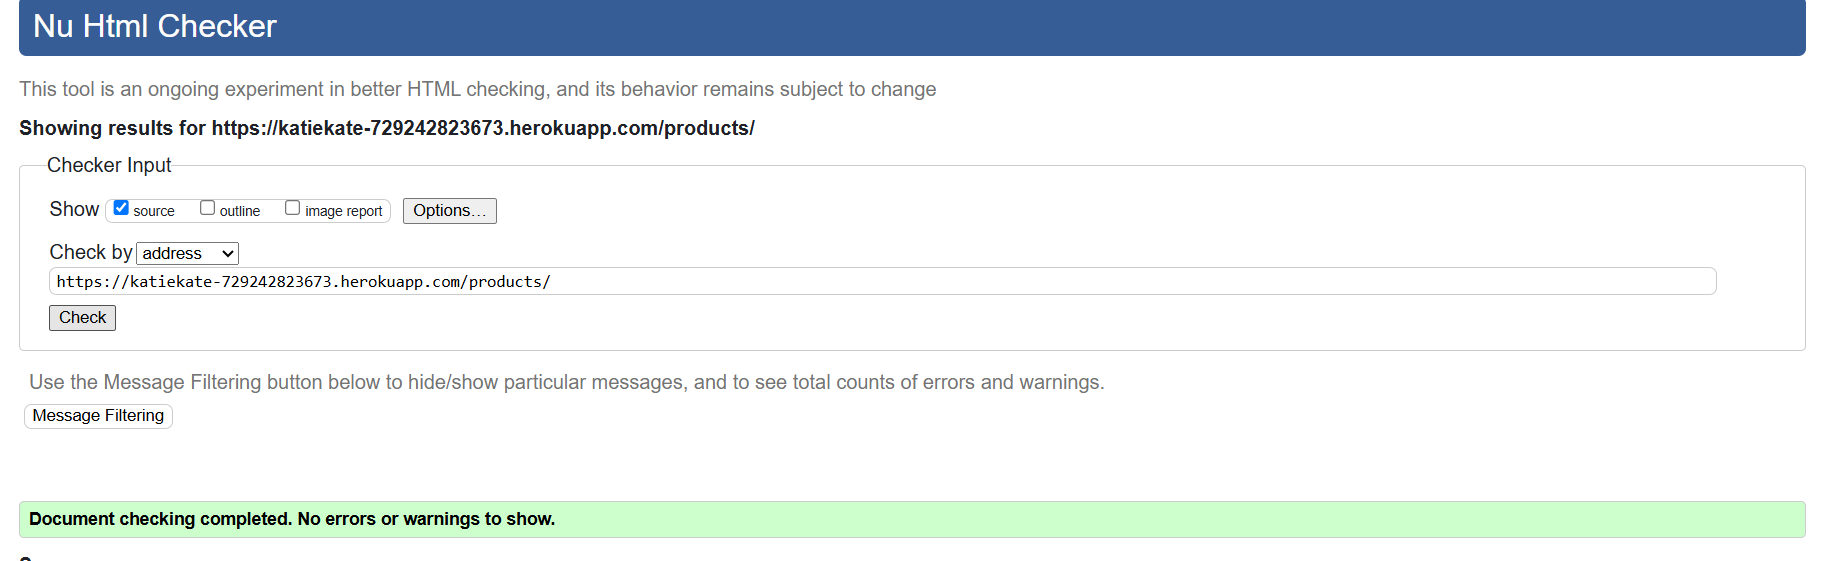 Nu Html Checker
This tool is an ongoing experiment in better HTML checking, and its behavior remains subject to change
Showing results for https://katiekate-729242823673.herokuapp.com/products/
Checker Input
Show source outline image report Options...
Check by address
https://katiekate-729242823673.herokuapp.com/products/
Check
Use the Message Filtering button below to hide/show particular messages, and to see total counts of errors and warnings.
Message Filtering
Document checking completed. No errors or warnings to show.